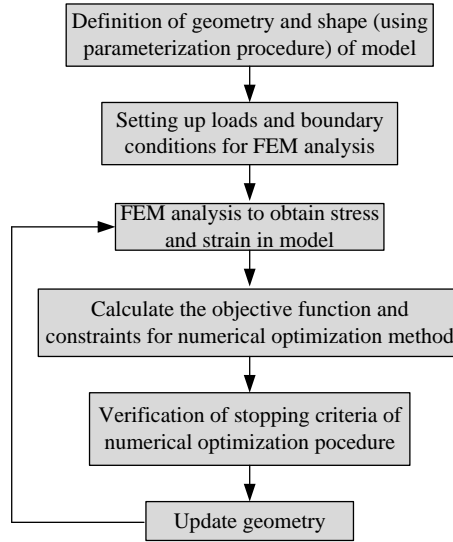 Definition of geometry and shape (using
parameterization procedure) of model
Setting up loads and boundary
conditions for FEM analysis
FEM analysis to obtain stress
and strain in model
Calculate the objective function and
constraints for numerical optimization method
Verification of stopping criteria of
numerical optimization pocedure
Update geometry